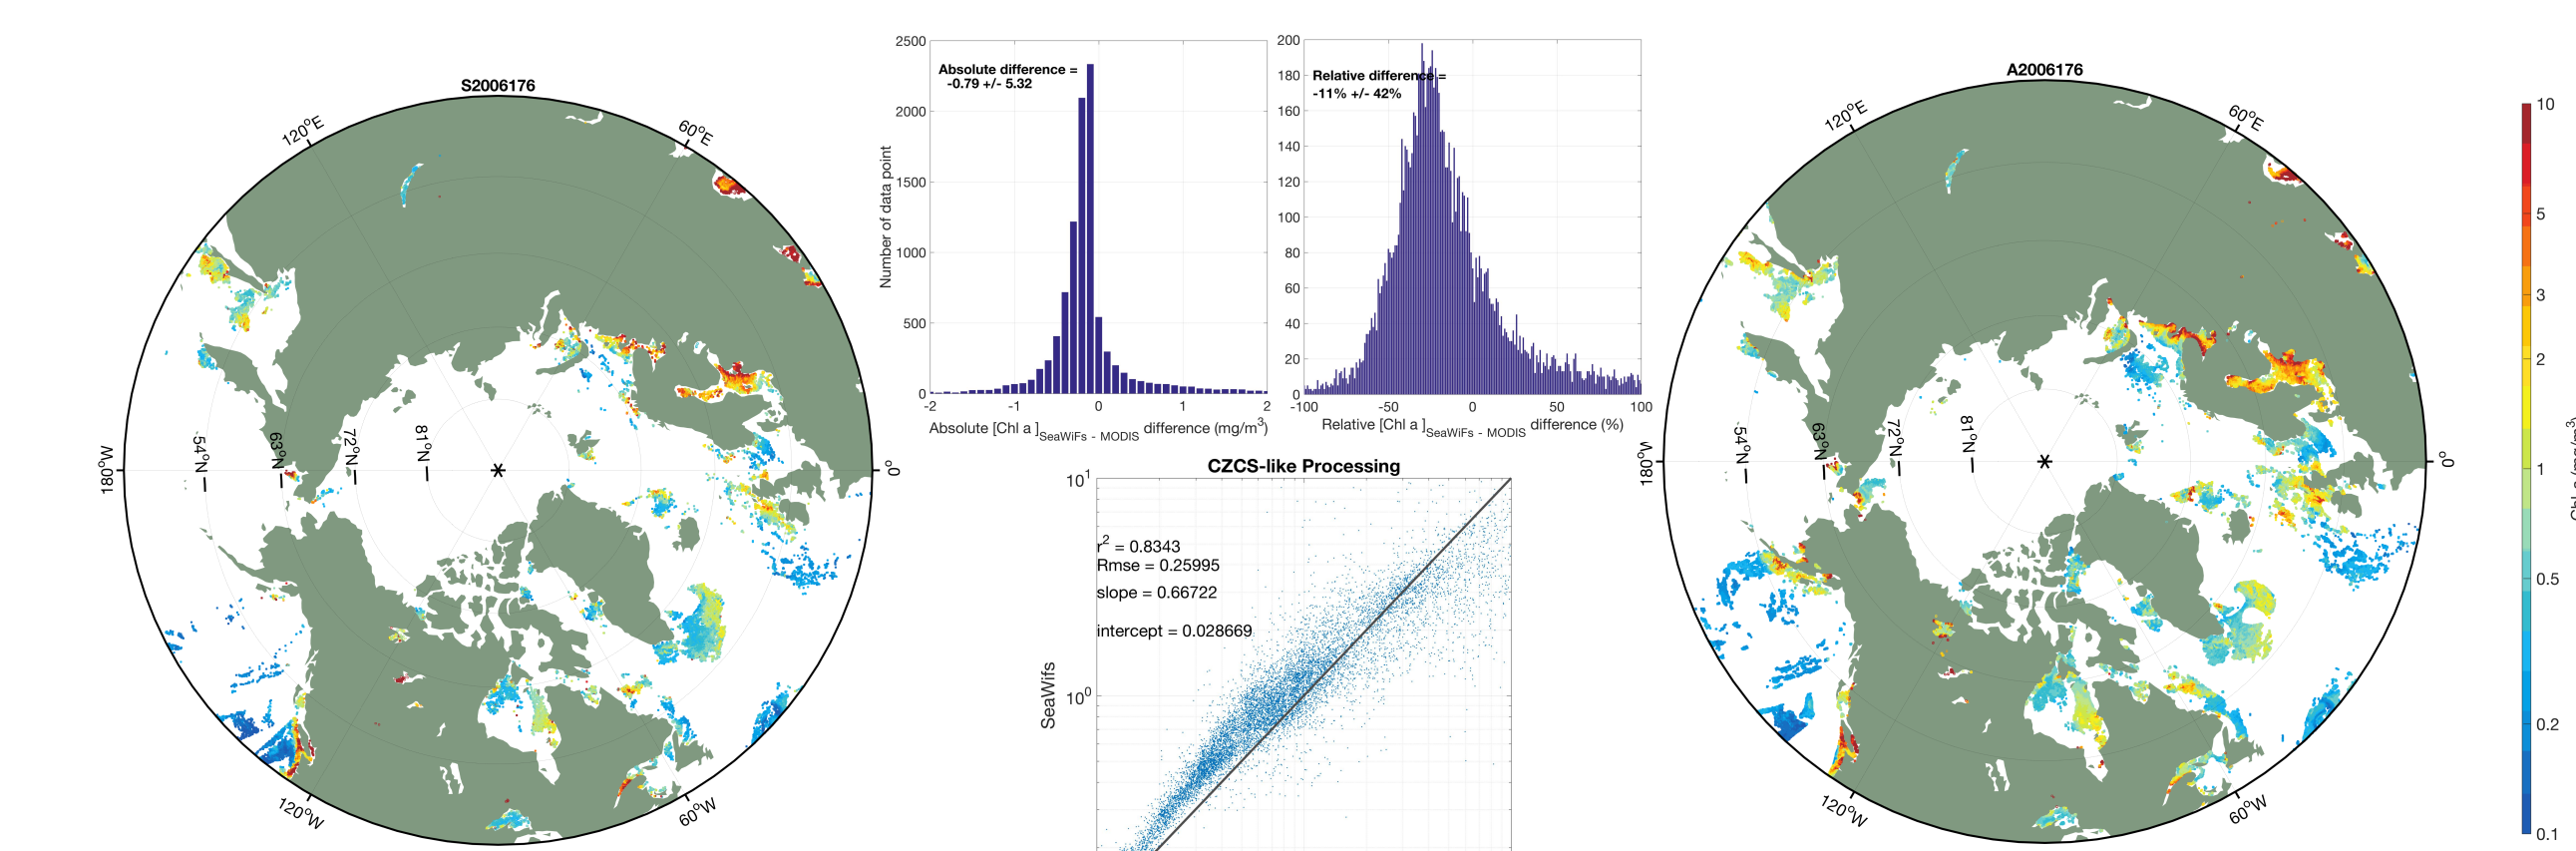 S2006176
120°E
60°E
180°W
54°N
63°N
72°N
81°N
0°
120°W
60°W
2500
2000
1500
1000
500
0
Number of data point
Absolute difference =
-0.79 +/- 5.32
-2
-1
0
1
2
Absolute [Chl a ]SeaWiFs - MODIS difference (mg/m³)
200
180
160
140
120
100
80
60
40
20
0
Relative difference =
-11% +/- 42%
-100
-50
0
50
100
Relative [Chl a ]SeaWiFs - MODIS difference (%)
CZCS-like Processing
10¹
10⁰
SeaWifs
r² = 0.8343
Rmse = 0.25995
slope = 0.66722
intercept = 0.028669
A2006176
120°E
60°E
180°W
54°N
63°N
72°N
81°N
0°
120°W
60°W
10
5
3
2
1
0.5
0.2
0.1